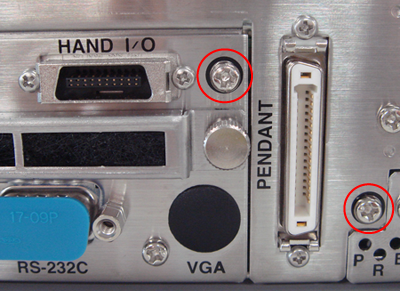 HAND I/O
PENDANT
17-09P
RS-232C
VGA
P
R
E